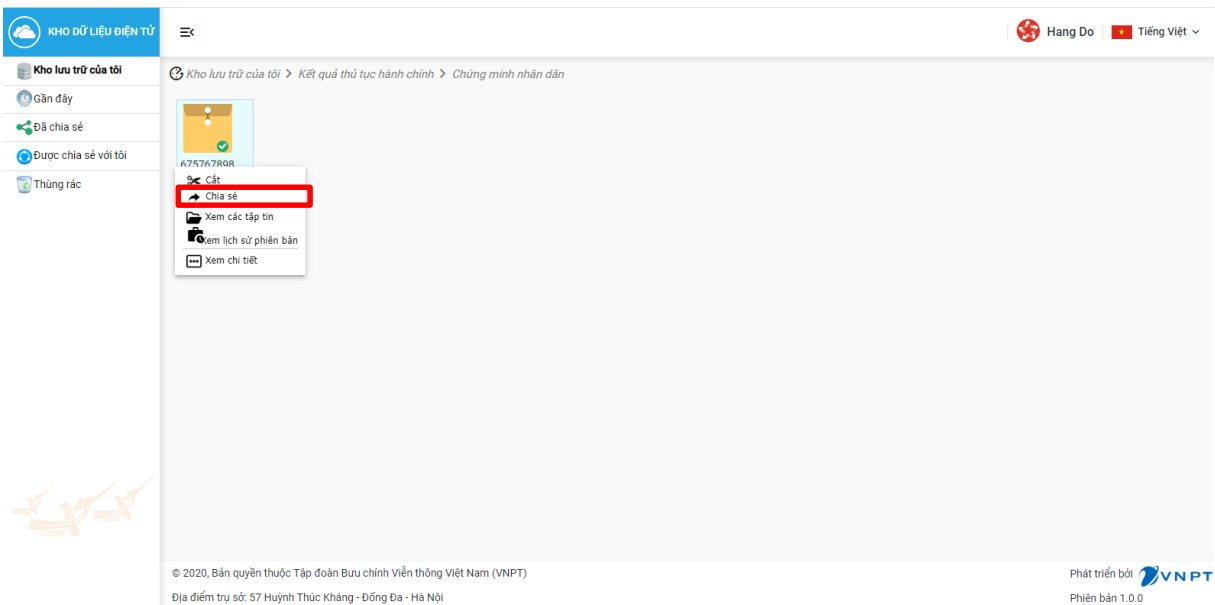 KHO DỮ LIỆU ĐIỆN TỬ
Hang Do
Tiếng Việt
Kho lưu trữ của tôi
Gần đây
Đã chia sẻ
Được chia sẻ với tôi
Thùng rác
Kho lưu trữ của tôi > Kết quả thủ tục hành chính > Chứng minh nhân dân
675767898
Cắt
Chia sẻ
Xem các tập tin
Xem lịch sử phiên bản
Xem chi tiết
© 2020, Bản quyền thuộc Tập đoàn Bưu chính Viễn thông Việt Nam (VNPT)
Phát triển bởi VNPT
Địa điểm trụ sở: 57 Huỳnh Thúc Kháng - Đống Đa - Hà Nội
Phiên bản 1.0.0